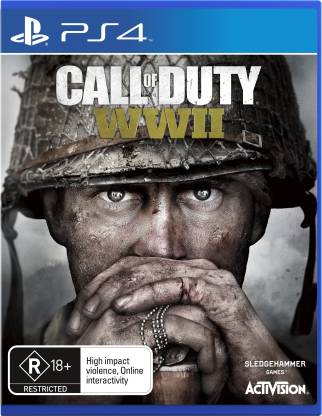 PS4
CALL OF DUTY
WWII
R 18+
RESTRICTED
High impact
violence, Online
interactivity
SLEDGEHAMMER
GAMES
ACTIVISION